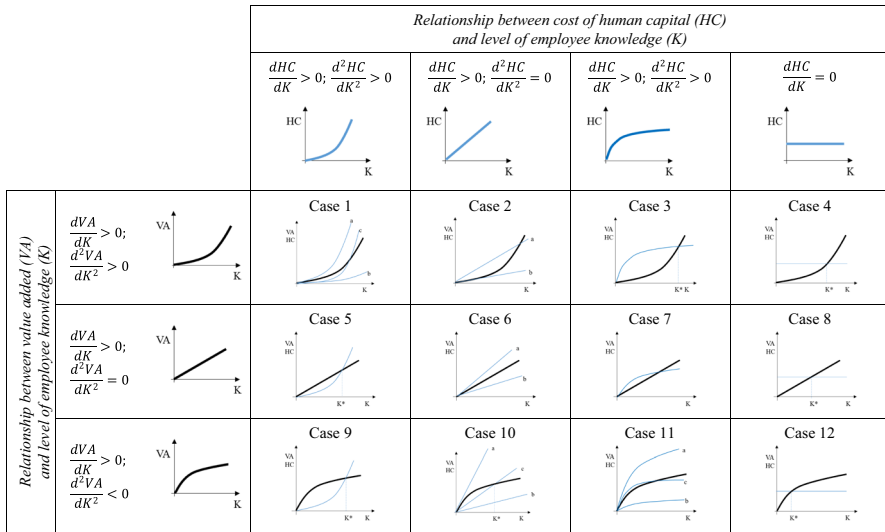 Relationship between cost of human capital (HC)
and level of employee knowledge (K)
dHC/dK > 0; d²HC/dK² > 0
dHC/dK > 0; d²HC/dK² = 0
dHC/dK > 0; d²HC/dK² > 0
dHC/dK = 0
HC
K
HC
K
HC
K
HC
K
Relationship between value added (VA)
and level of employee knowledge (K)
dVA/dK > 0;
d²VA/dK² > 0
VA
K
Case 1
VA
HC
a
c
b
K
Case 2
VA
HC
a
b
K
Case 3
VA
HC
K* K
Case 4
VA
HC
K* K
dVA/dK > 0;
d²VA/dK² = 0
VA
K
Case 5
VA
HC
K* K
Case 6
VA
HC
a
b
K
Case 7
VA
HC
K
Case 8
VA
HC
K* K
dVA/dK > 0;
d²VA/dK² < 0
VA
K
Case 9
VA
HC
K* K
Case 10
VA
HC
a
c
b
K* K
Case 11
VA
HC
a
c
b
K
Case 12
VA
HC
K* K